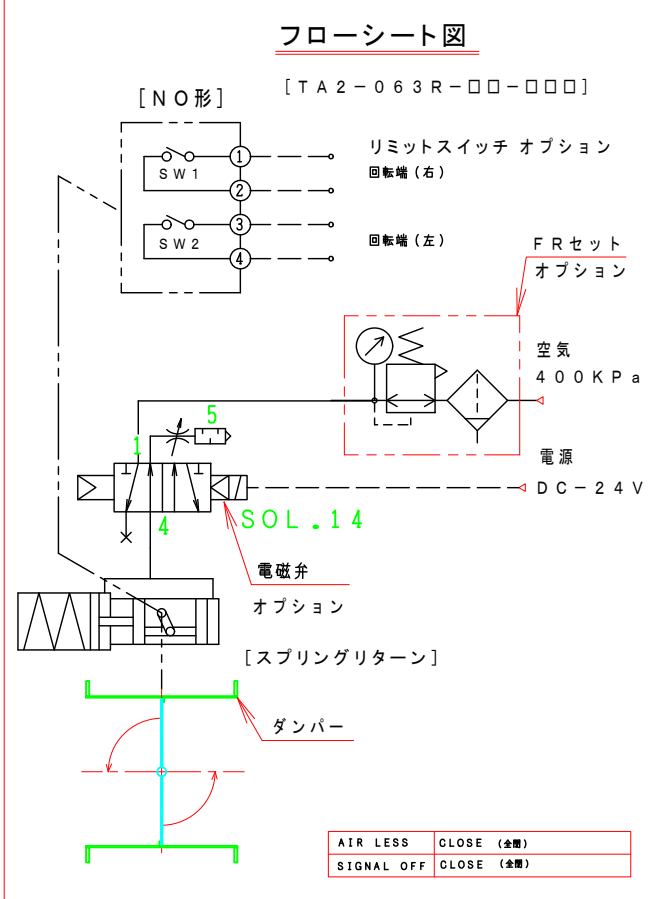 フローシート図
[TA2-063R-□□-□□□]
[NO形]
リミットスイッチ オプション
SW1
①
②
回転端（右）
SW2
③
④
回転端（左）
FRセット
オプション
空気
400KPa
電源
DC-24V
5
1
4
SOL.14
電磁弁
オプション
[スプリングリターン]
ダンパー
AIR LESS CLOSE （全閉）
SIGNAL OFF CLOSE （全閉）